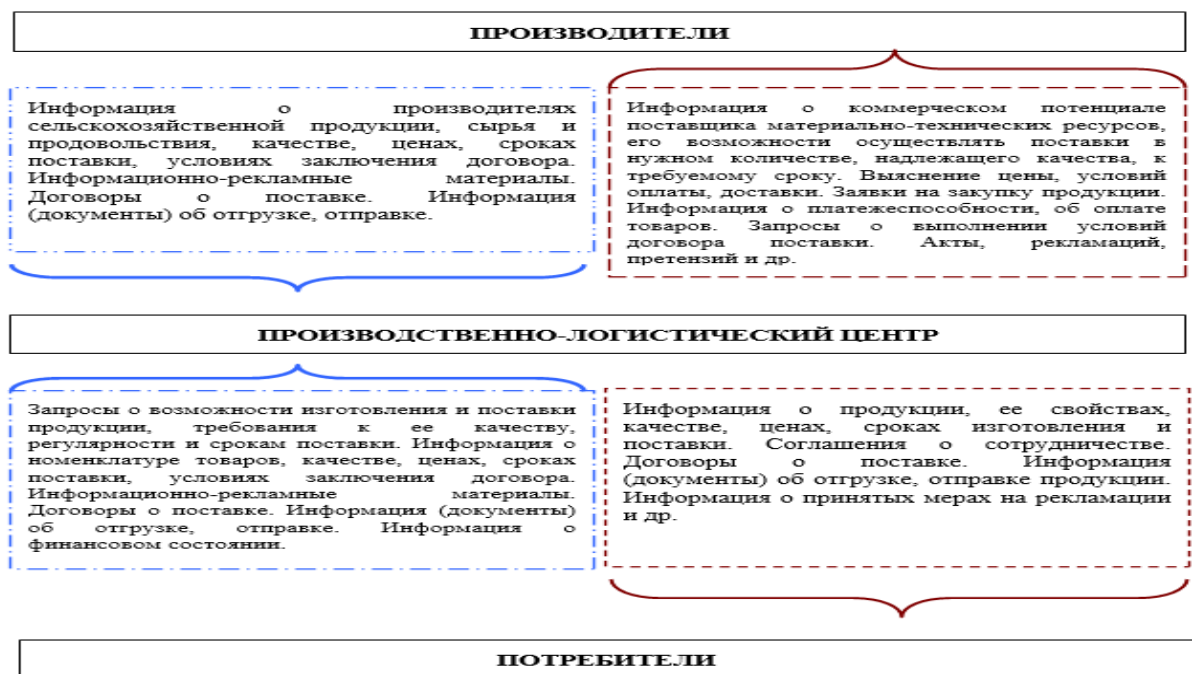 ПРОИЗВОДИТЕЛИ
Информация о производителях
сельскохозяйственной продукции, сырья и
продовольствия, качестве, ценах, сроках
поставки, условиях заключения договора.
Информационно-рекламные материалы.
Договоры о поставке. Информация
(документы) об отгрузке, отправке.
Информация о коммерческом потенциале
поставщика материально-технических ресурсов,
его возможности осуществлять поставки в
нужном количестве, надлежащего качества, к
требуемому сроку. Выяснение цены, условий
оплаты, доставки. Заявки на закупку продукции.
Информация о платежеспособности, об оплате
товаров. Запросы о выполнении условий
договора поставки. Акты, рекламаций,
претензий и др.
ПРОИЗВОДСТВЕННО-ЛОГИСТИЧЕСКИЙ ЦЕНТР
Запросы о возможности изготовления и поставки
продукции, требования к ее качеству,
регулярности и срокам поставки. Информация о
номенклатуре товаров, качестве, ценах, сроках
поставки, условиях заключения договора.
Информационно-рекламные материалы.
Договоры о поставке. Информация (документы)
об отгрузке, отправке. Информация о
финансовом состоянии.
Информация о продукции, ее свойствах,
качестве, ценах, сроках изготовления и
поставки. Соглашения о сотрудничестве.
Договоры о поставке. Информация
(документы) об отгрузке, отправке продукции.
Информация о принятых мерах на рекламации
и др.
ПОТРЕБИТЕЛИ